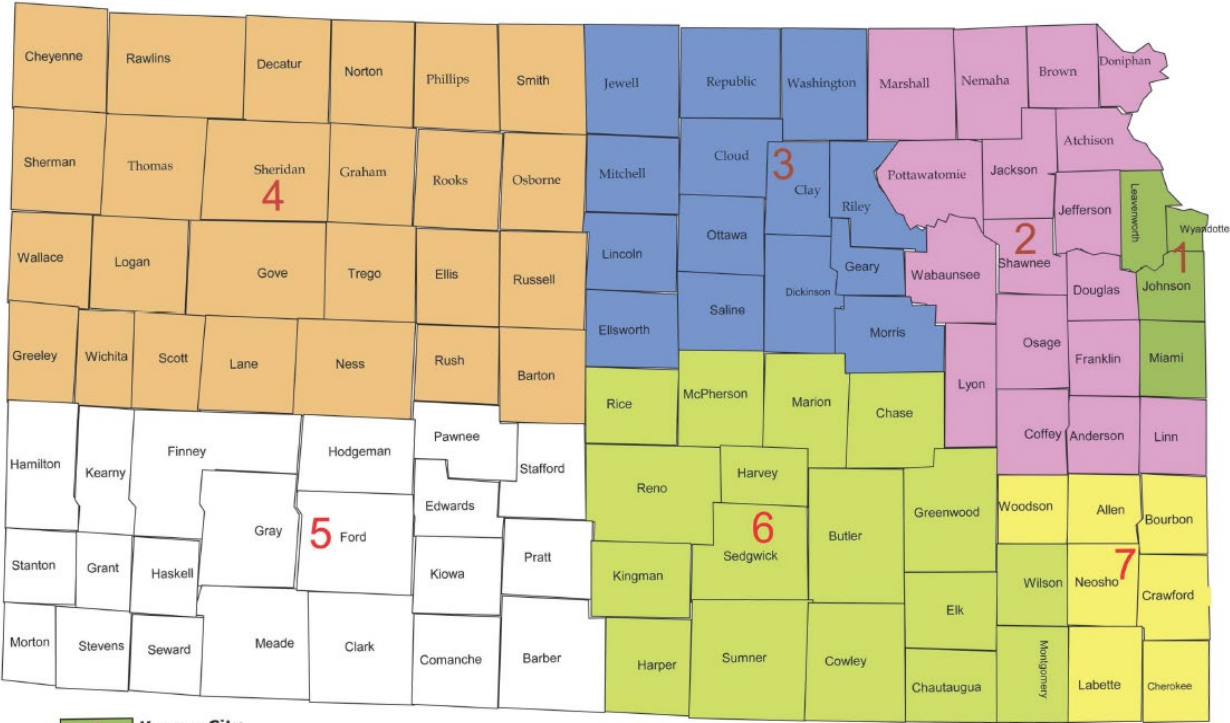 Cheyenne
Rawlins
Decatur
Norton
Phillips
Smith
Jewell
Republic
Washington
Marshall
Nemaha
Brown
Doniphan
Sherman
Thomas
Sheridan
4
Graham
Rooks
Osborne
Mitchell
Cloud
3
Clay
Riley
Pottawatomie
Jackson
Atchison
Jefferson
Leavenworth
Wyandotte
1
Wallace
Logan
Gove
Trego
Ellis
Russell
Lincoln
Ottawa
Dickinson
Geary
Wabaunsee
2
Shawnee
Douglas
Johnson
Greeley
Wichita
Scott
Lane
Ness
Rush
Barton
Ellsworth
Saline
Morris
Lyon
Osage
Franklin
Miami
Hamilton
Kearny
Finney
Hodgeman
Pawnee
Stafford
Rice
McPherson
Marion
Chase
Coffey
Anderson
Linn
Gray
5
Ford
Edwards
Reno
Harvey
6
Sedgwick
Butler
Greenwood
Woodson
Allen
Bourbon
Stanton
Grant
Haskell
Kiowa
Pratt
Kingman
Elk
Wilson
Neosho
7
Crawford
Morton
Stevens
Seward
Meade
Clark
Comanche
Barber
Harper
Sumner
Cowley
Chautaugua
Montgomery
Labette
Cherokee